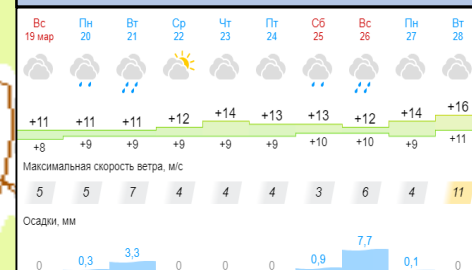 Вс Пн Вт Ср Чт Пт Сб Вс Пн Вт
19 мар 20 21 22 23 24 25 26 27 28
+11 +11 +11 +12 +14 +13 +13 +12 +14 +16
+8 +9 +9 +9 +9 +9 +10 +10 +9 +11
Максимальная скорость ветра, м/с
5 5 7 4 4 4 3 6 4 11
Осадки, мм
0 0,3 3,3 0 0 0 0,9 7,7 0,1 0